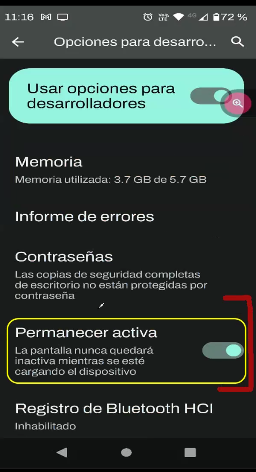 11:16
4G
72 %
Opciones para desarro...
Usar opciones para
desarrolladores
Memoria
Memoria utilizada: 3.7 GB de 5.7 GB
Informe de errores
Contraseñas
Las copias de seguridad completas
de escritorio no están protegidas por
contraseña
Permanecer activa
La pantalla nunca quedará
inactiva mientras se esté
cargando el dispositivo
Registro de Bluetooth HCI
Inhabilitado